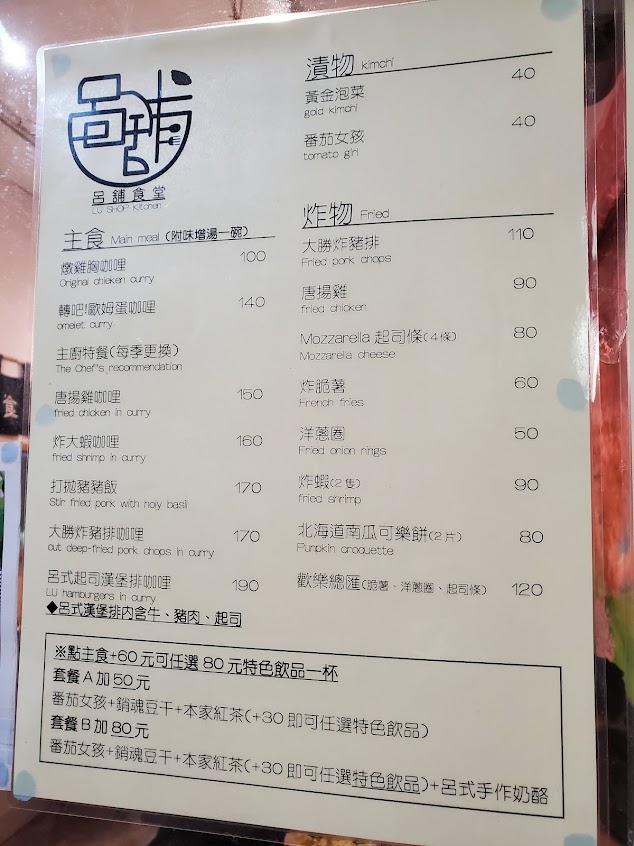 呂舖
呂舖食堂
LU SHOP Kitchen
主食 Main meal (附味增湯一碗)
燉雞胸咖哩 100
Original chieken curry
轉吧!歐姆蛋咖哩 140
omelet curry
主廚特餐(每季更換)
The Chef's recommendation
唐揚雞咖哩 150
fried chicken in curry
炸大蝦咖哩 160
fried shrimp in curry
打拋豬豬飯 170
Stir fried pork with holy basil
大勝炸豬排咖哩 170
out deep-fried pork chops in curry
呂式起司漢堡排咖哩 190
LU hamburgers in curry
◆呂式漢堡排內含牛、豬肉、起司
漬物 kimchi
黃金泡菜 40
gold kimchi
番茄女孩 40
tomato girl
炸物 Fried
大勝炸豬排 110
Fried pork chops
唐揚雞 90
fried chicken
Mozzarella 起司條(4條) 80
Mozzarella cheese
炸脆薯 60
French fries
洋蔥圈 50
Fried onion rings
炸蝦(2隻) 90
fried shrimp
北海道南瓜可樂餅(2片) 80
Punpkin croquette
歡樂總匯(脆薯、洋蔥圈、起司條) 120
※點主食+60元可任選80元特色飲品一杯
套餐A加50元
番茄女孩+銷魂豆干+本家紅茶(+30即可任選特色飲品)
套餐B加80元
番茄女孩+銷魂豆干+本家紅茶(+30即可任選特色飲品)+呂式手作奶酪
食